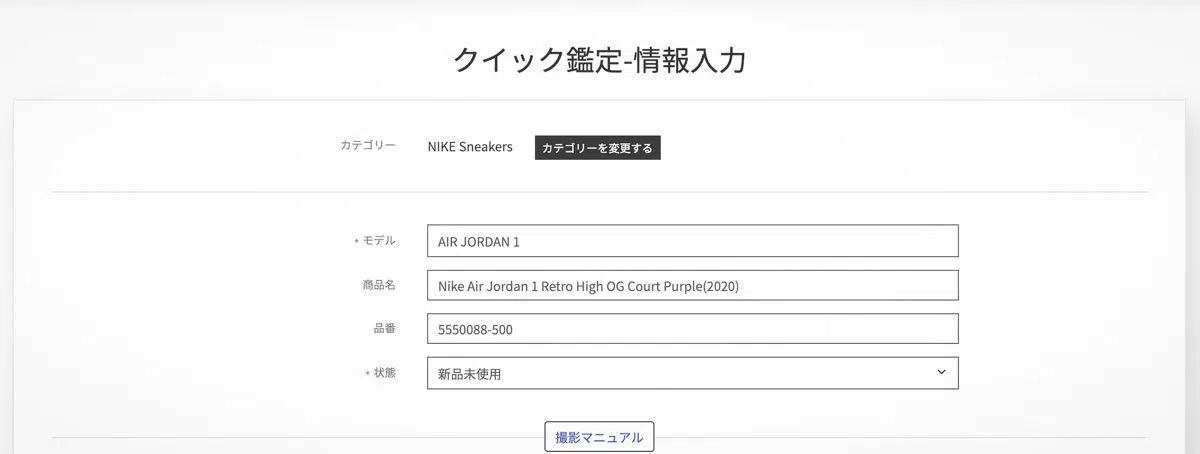 クイック鑑定-情報入力
カテゴリー NIKE Sneakers カテゴリーを変更する
* モデル AIR JORDAN 1
商品名 Nike Air Jordan 1 Retro High OG Court Purple(2020)
品番 5550088-500
* 状態 新品未使用
撮影マニュアル